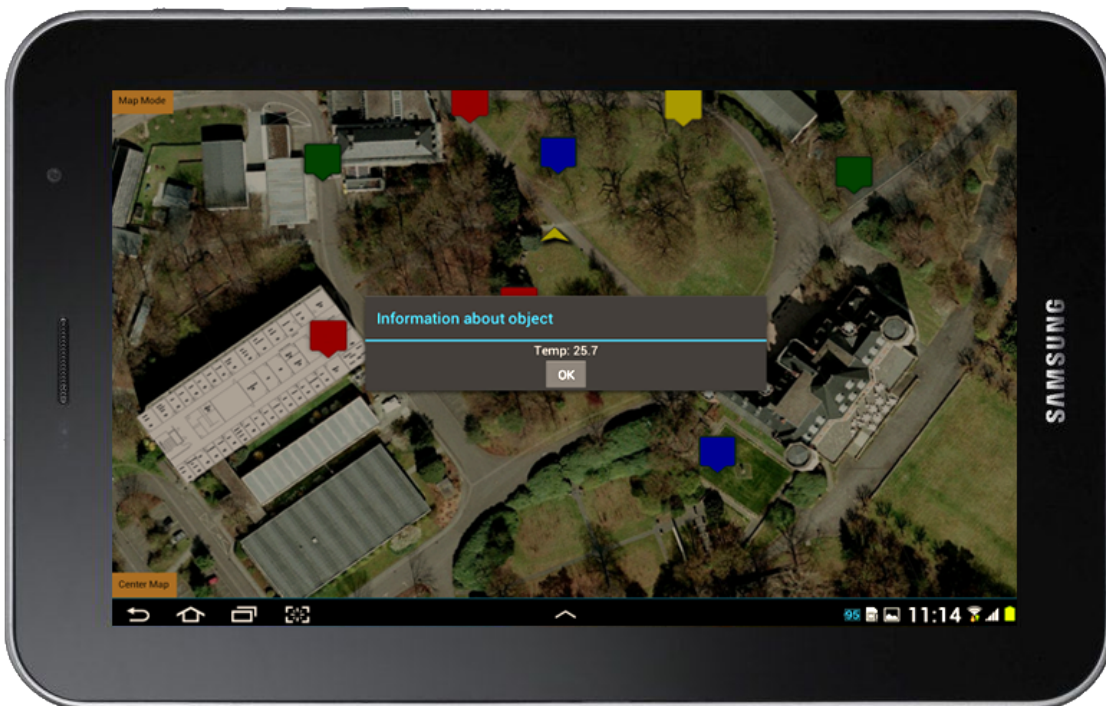 Map Mode
Information about object
Temp: 25.7
OK
Center Map
95
11:14
SAMSUNG